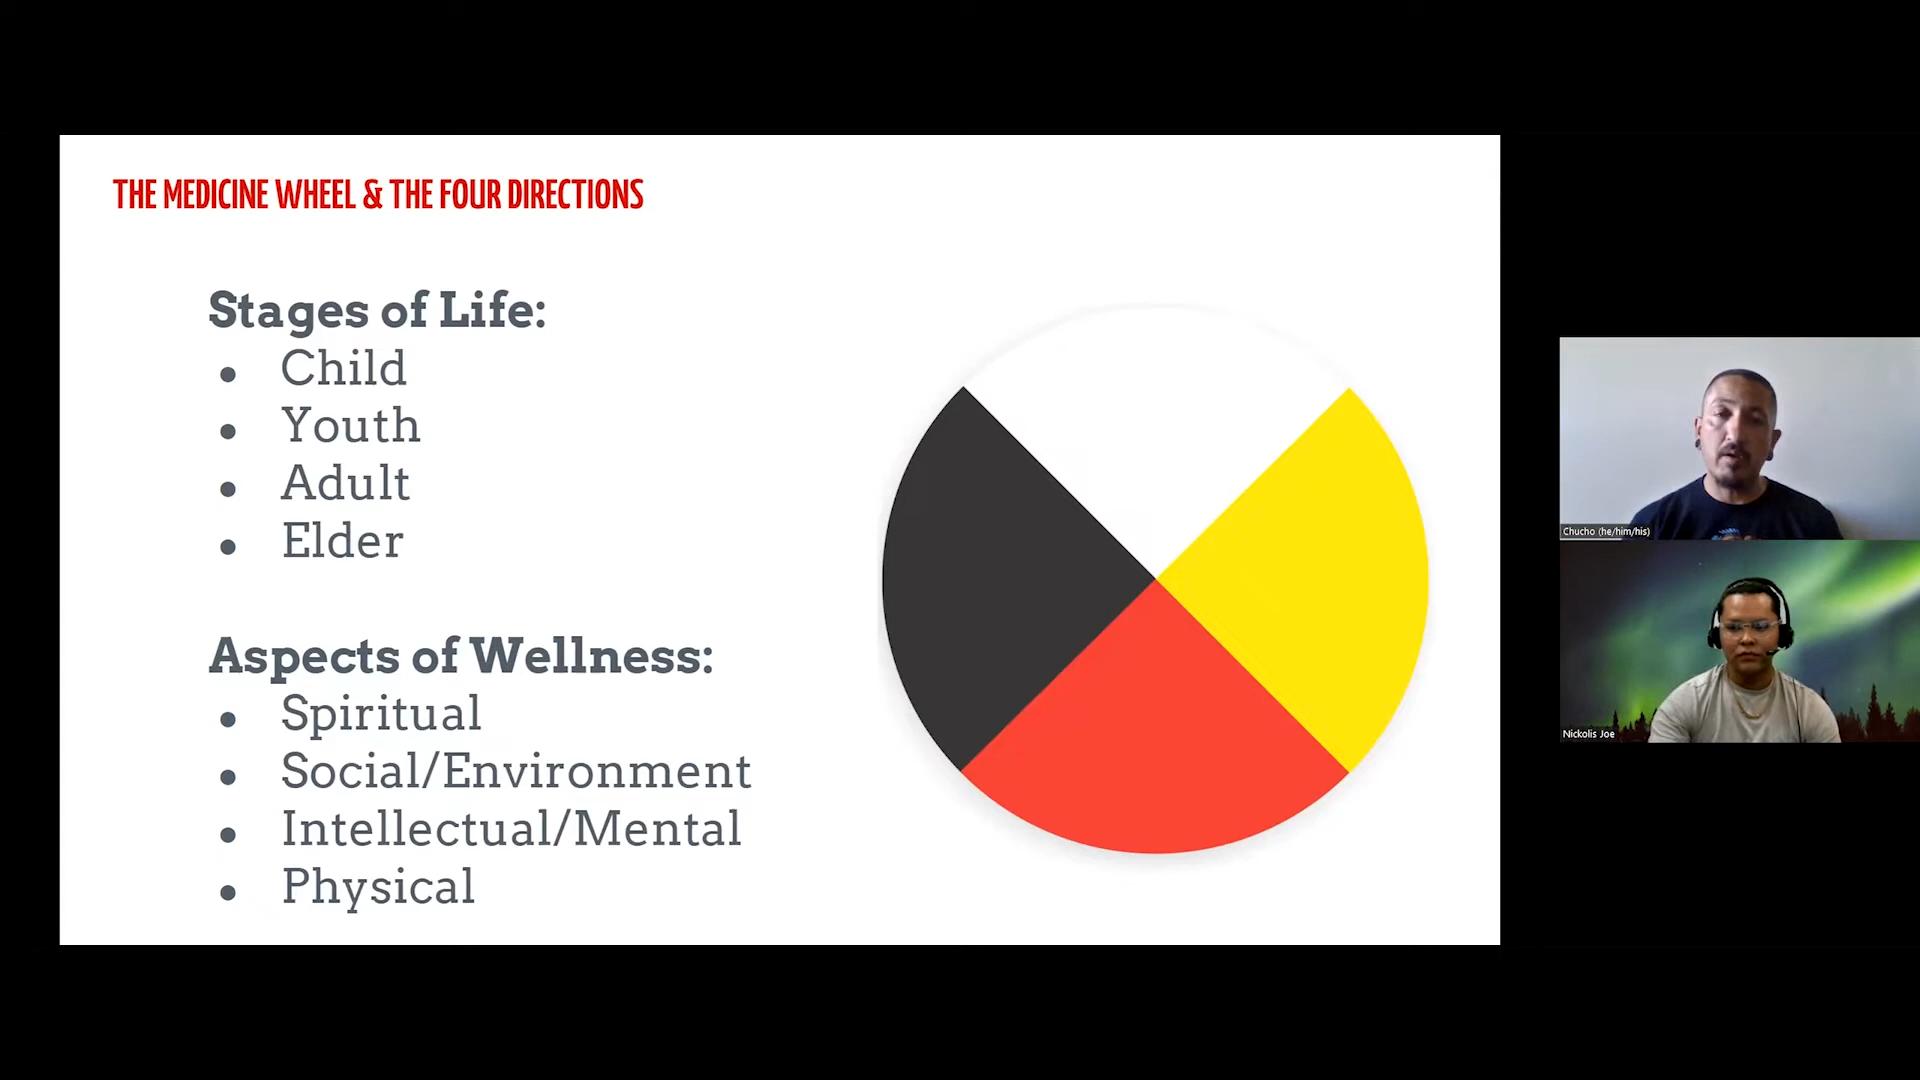 THE MEDICINE WHEEL & THE FOUR DIRECTIONS
Stages of Life:
● Child
● Youth
● Adult
● Elder
Aspects of Wellness:
● Spiritual
● Social/Environment
● Intellectual/Mental
● Physical
Chucho (he/him/his)
Nickolis Joe